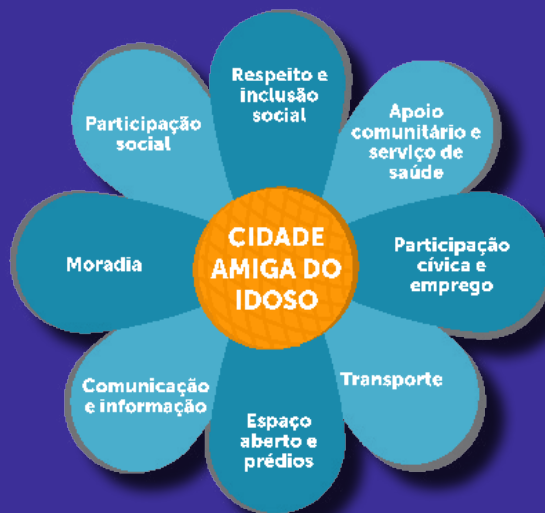 Respeito e
inclusão
social
Apoio
comunitário e
serviço de
saúde
Participação
cívica e
emprego
Transporte
Espaço
aberto e
prédios
Comunicação
e informação
Moradia
Participação
social
CIDADE
AMIGA DO
IDOSO